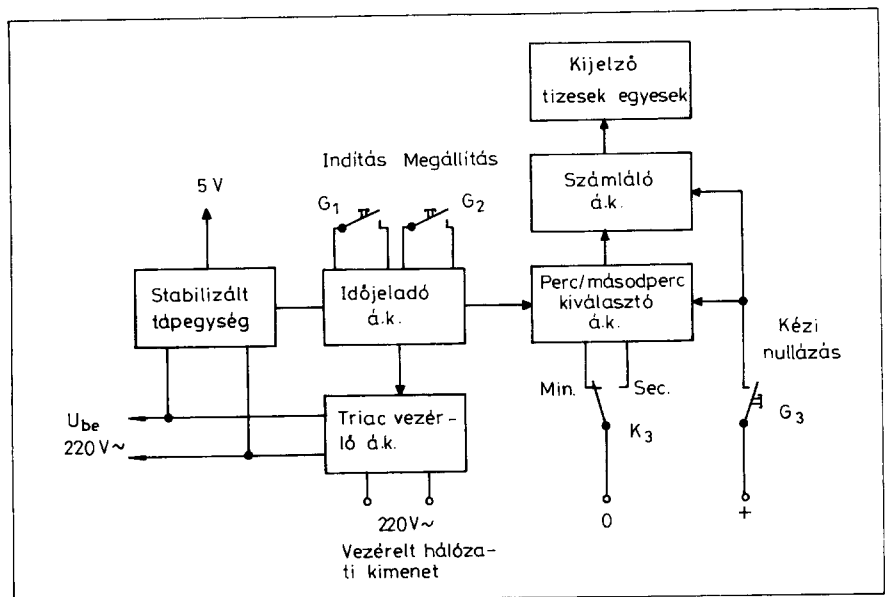 Kijelző
tizesek egyesek
Indítás Megállítás
Számláló
á.k.
5 V
G1
G2
Stabilizált
tápegység
Időjeladó
á.k.
Perc/másodperc
kiválasztó
á.k.
Kézi
nullázás
Min.
Sec.
Ube
220 V~
Triac vezér-
lő á.k.
K3
G3
220 V~
Vezérelt hálóza-
ti kimenet
0
+